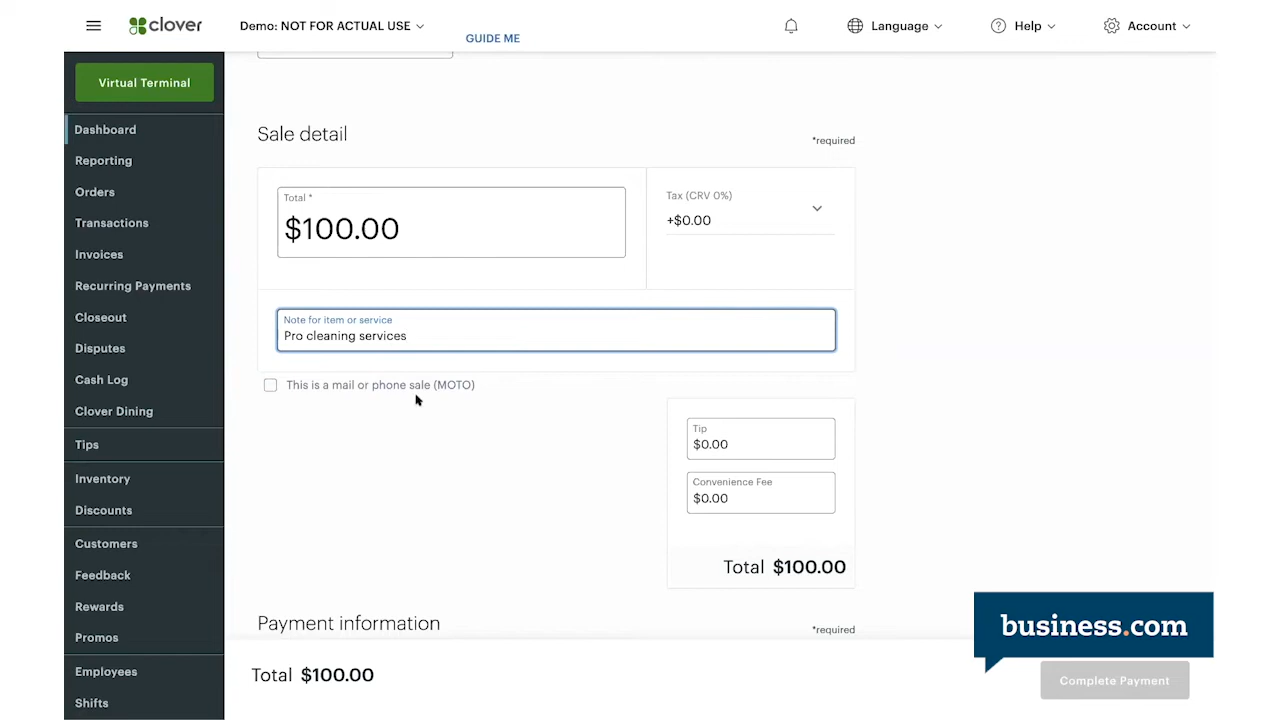 clover
Demo: NOT FOR ACTUAL USE
GUIDE ME
Language
Help
Account
Virtual Terminal
Dashboard
Reporting
Orders
Transactions
Invoices
Recurring Payments
Closeout
Disputes
Cash Log
Clover Dining
Tips
Inventory
Discounts
Customers
Feedback
Rewards
Promos
Employees
Shifts
Sale detail
*required
Total *
$100.00
Tax (CRV 0%)
+$0.00
Note for item or service
Pro cleaning services
This is a mail or phone sale (MOTO)
Tip
$0.00
Convenience Fee
$0.00
Total $100.00
Payment information
*required
Total $100.00
business.com
Complete Payment